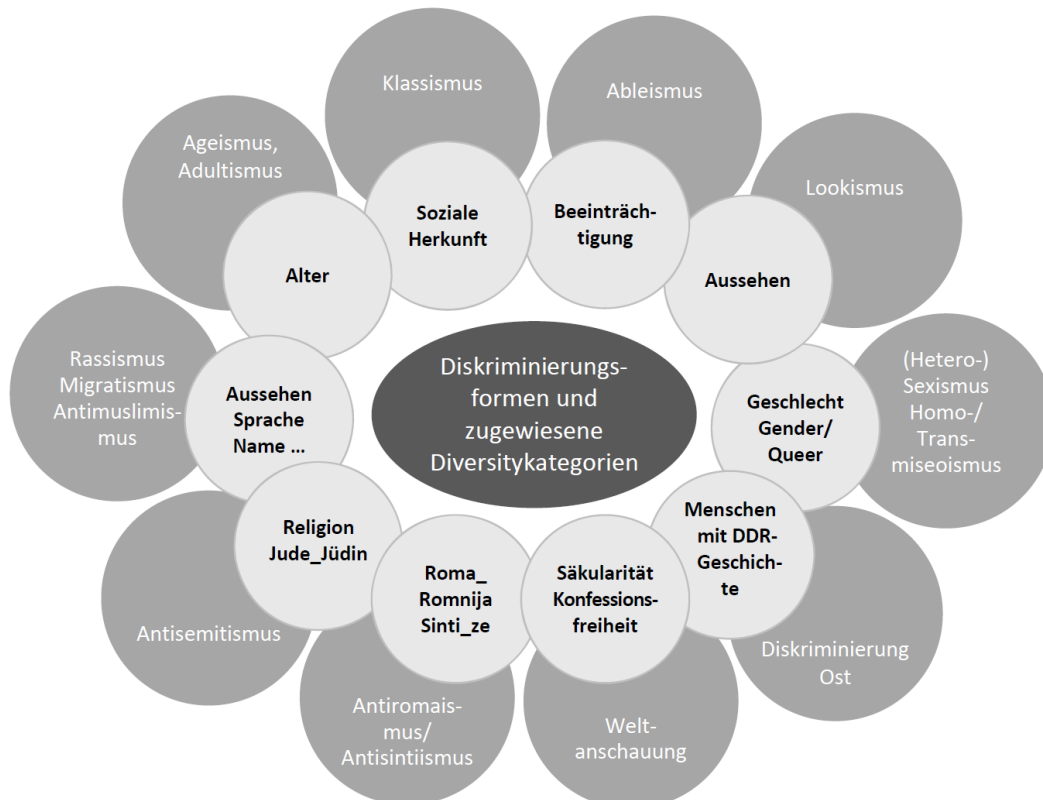 Klassismus
Ableismus
Ageismus,
Adultismus
Lookismus
Soziale
Herkunft
Beeinträch-
tigung
Alter
Aussehen
Rassismus
Migratismus
Antimuslimis-
mus
Aussehen
Sprache
Name ...
Diskriminierungs-
formen und
zugewiesene
Diversitykategorien
Geschlecht
Gender/
Queer
(Hetero-)
Sexismus
Homo-/
Trans-
miseoismus
Religion
Jude_Jüdin
Menschen
mit DDR-
Geschich-
te
Roma_
Romnija
Sinti_ze
Säkularität
Konfessions-
freiheit
Antisemitismus
Diskriminierung
Ost
Antiromais-
mus/
Antisintiismus
Welt-
anschauung